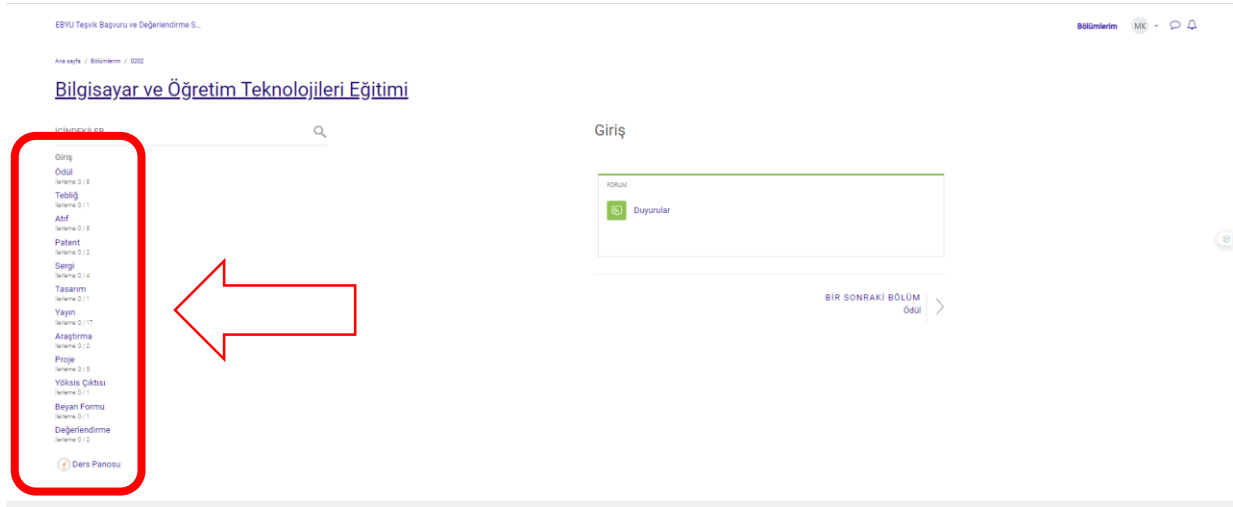 EBYU Teşvik Başvuru ve Değerlendirme S...
Bölümlerim MK
Ana sayfa / Bölümlerim / 0202
Bilgisayar ve Öğretim Teknolojileri Eğitimi
İÇİNDEKİLER
Giriş
Ödül
İlerleme: 0 / 8
Tebliğ
İlerleme: 0 / 1
Atıf
İlerleme: 0 / 8
Patent
İlerleme: 0 / 2
Sergi
İlerleme: 0 / 4
Tasarım
İlerleme: 0 / 1
Yayın
İlerleme: 0 / 17
Araştırma
İlerleme: 0 / 2
Proje
İlerleme: 0 / 5
Yöksis Çıktısı
İlerleme: 0 / 1
Beyan Formu
İlerleme: 0 / 1
Değerlendirme
İlerleme: 0 / 2
Ders Panosu
Giriş
FORUM
Duyurular
BİR SONRAKİ BÖLÜM
Ödül